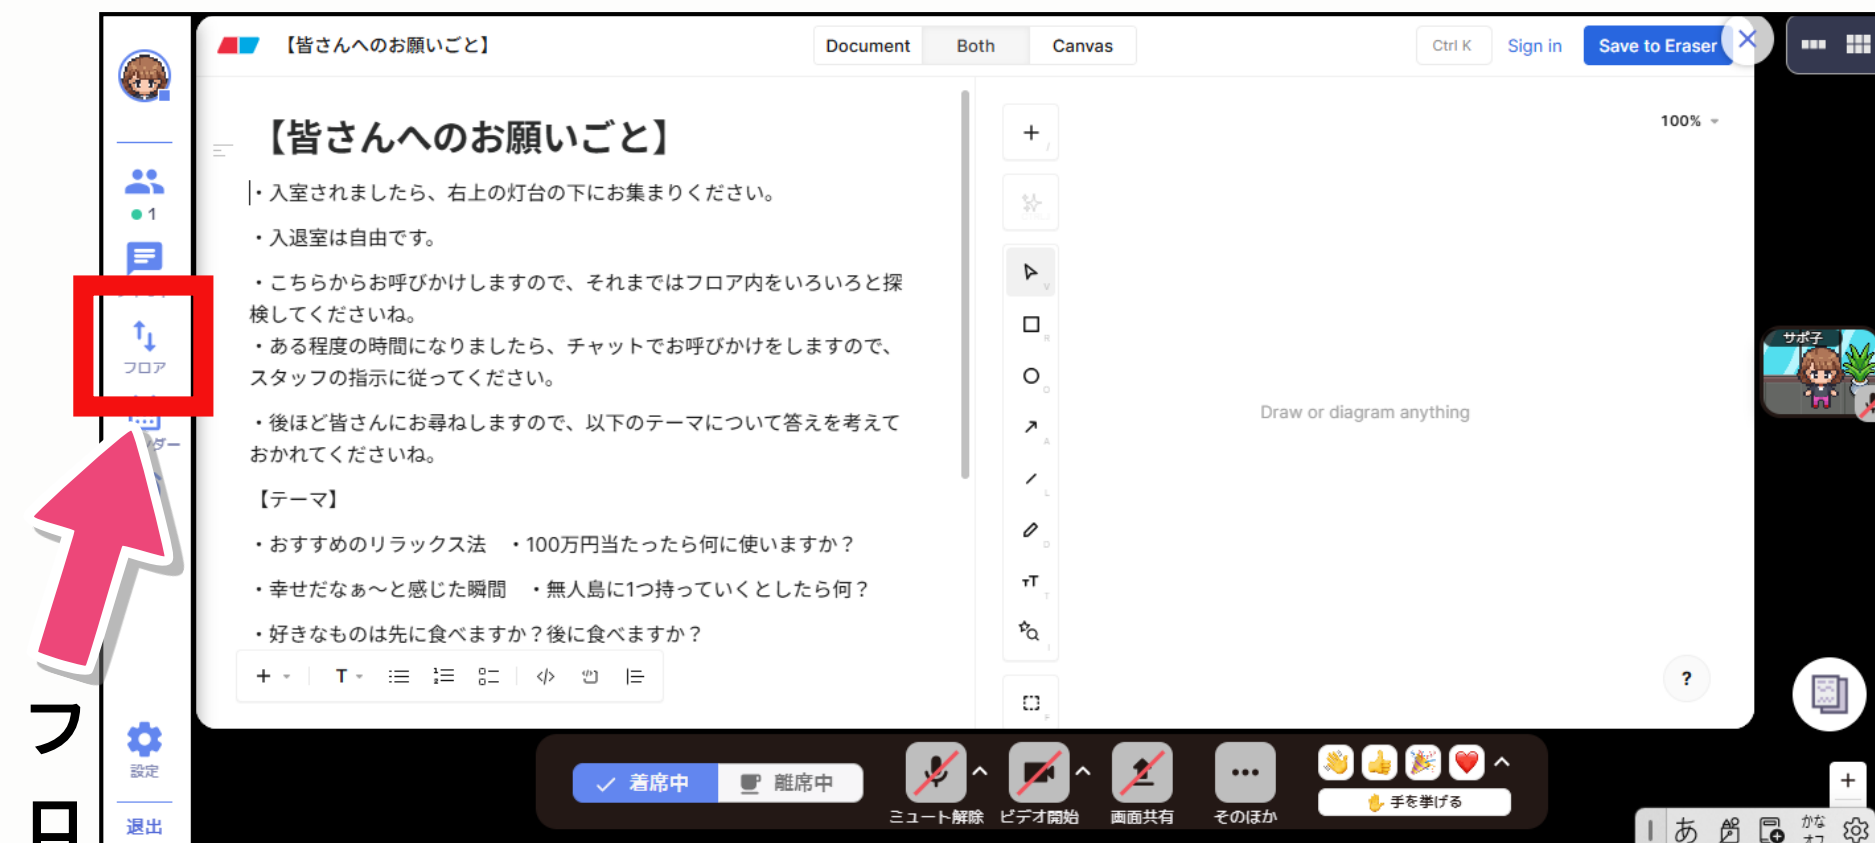 【皆さんへのお願いごと】
Document
Both
Canvas
Ctrl K
Sign in
Save to Eraser
1
フロア
設定
退出
フ
ロ
【皆さんへのお願いごと】
・入室されましたら、右上の灯台の下にお集まりください。
・入退室は自由です。
・こちらからお呼びかけしますので、それまではフロア内をいろいろと探
検してくださいね。
・ある程度の時間になりましたら、チャットでお呼びかけをしますので、
スタッフの指示に従ってください。
・後ほど皆さんにお尋ねしますので、以下のテーマについて答えを考えて
おかれてくださいね。
【テーマ】
・おすすめのリラックス法　・100万円当たったら何に使いますか？
・幸せだなぁ〜と感じた瞬間　・無人島に1つ持っていくとしたら何？
・好きなものは先に食べますか？後に食べますか？
T
100%
V
R
O
A
L
D
T
Draw or diagram anything
?
サポ子
着席中
離席中
ミュート解除
ビデオ開始
画面共有
そのほか
手を挙げる
あ
かな